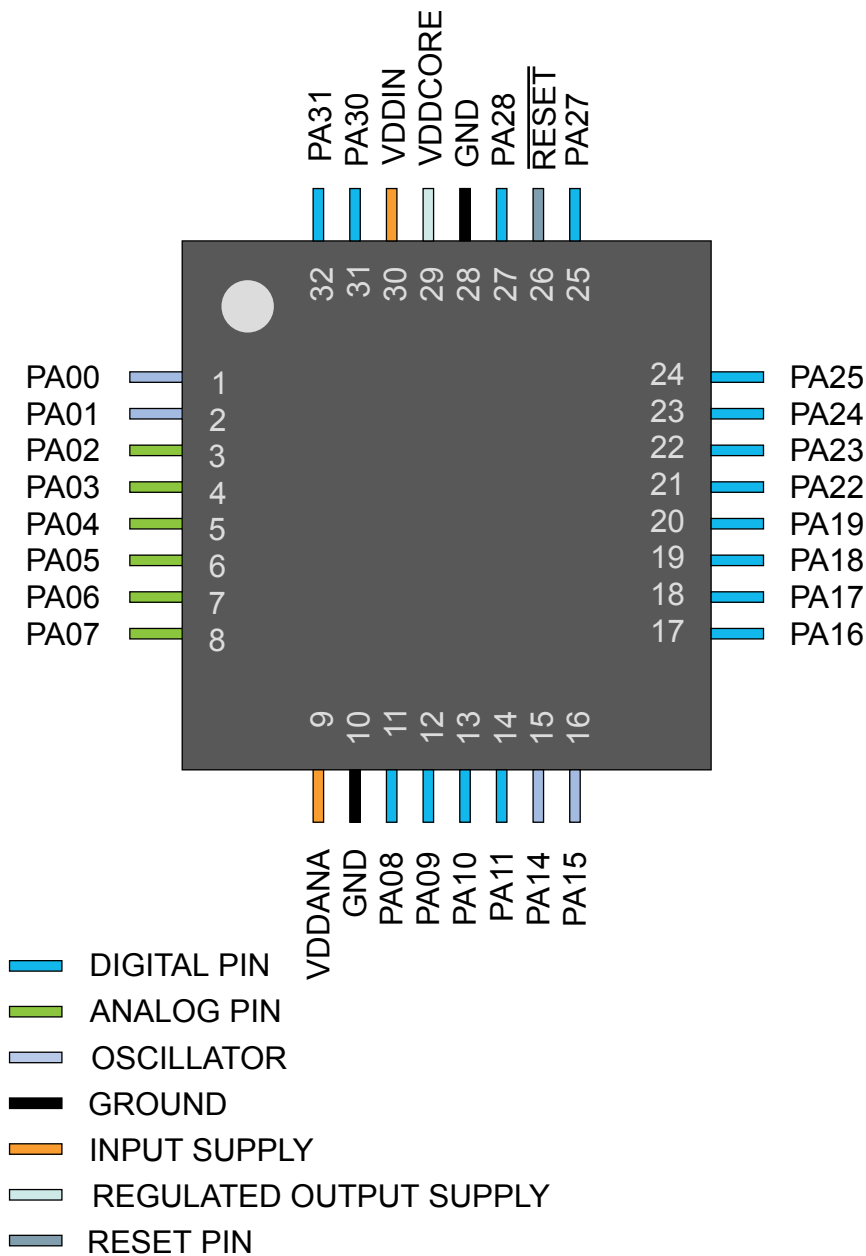 PA31
PA30
VDDIN
VDDCORE
GND
PA28
RESET
PA27
32
31
30
29
28
27
26
25
PA00
PA01
PA02
PA03
PA04
PA05
PA06
PA07
1
2
3
4
5
6
7
8
24
23
22
21
20
19
18
17
PA25
PA24
PA23
PA22
PA19
PA18
PA17
PA16
9
10
11
12
13
14
15
16
VDDANA
GND
PA08
PA09
PA10
PA11
PA14
PA15
DIGITAL PIN
ANALOG PIN
OSCILLATOR
GROUND
INPUT SUPPLY
REGULATED OUTPUT SUPPLY
RESET PIN